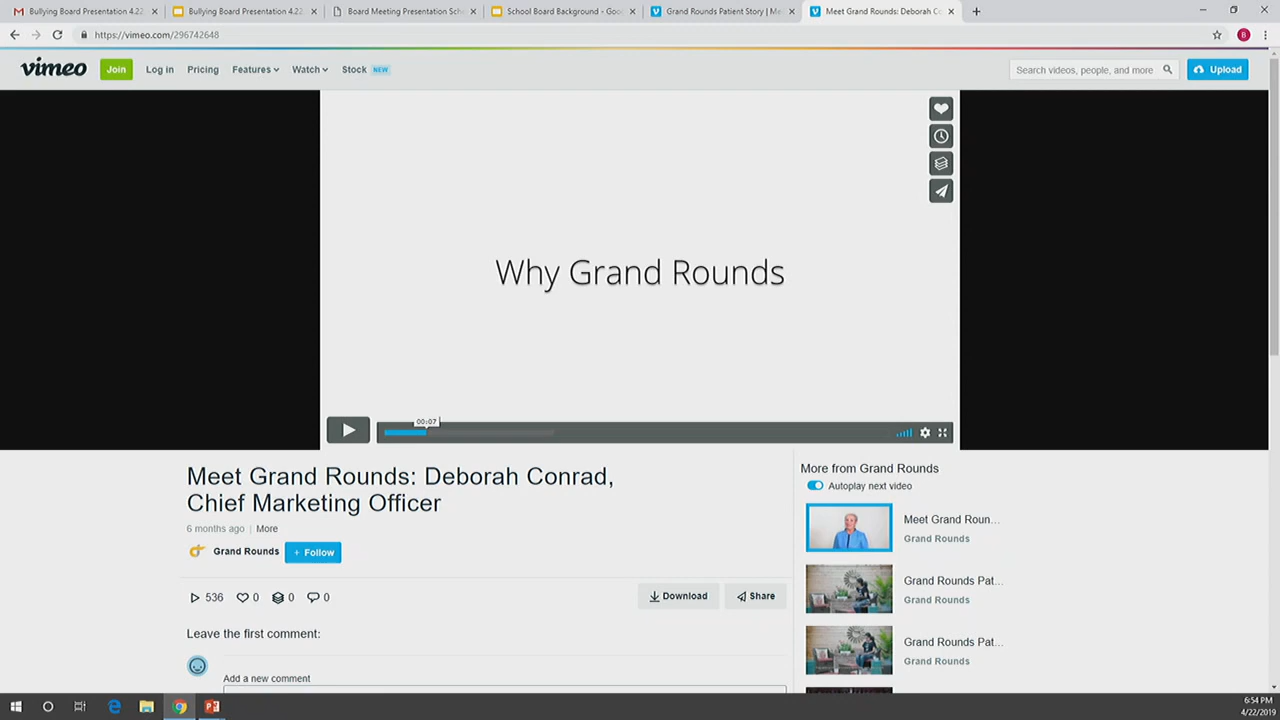 Bullying Board Presentation 4.22
Bullying Board Presentation 4.22
Board Meeting Presentation Sch
School Board Background - Goo
Grand Rounds Patient Story | Me
Meet Grand Rounds: Deborah Co
https://vimeo.com/296742648
B
vimeo
Join
Log in
Pricing
Features
Watch
Stock
NEW
Search videos, people, and more
Upload
Why Grand Rounds
00:07
Meet Grand Rounds: Deborah Conrad,
Chief Marketing Officer
6 months ago | More
Grand Rounds
+ Follow
536
0
0
0
Download
Share
Leave the first comment:
Add a new comment
More from Grand Rounds
Autoplay next video
Meet Grand Roun...
Grand Rounds
Grand Rounds Pat...
Grand Rounds
Grand Rounds Pat...
Grand Rounds
6:54 PM
4/22/2019